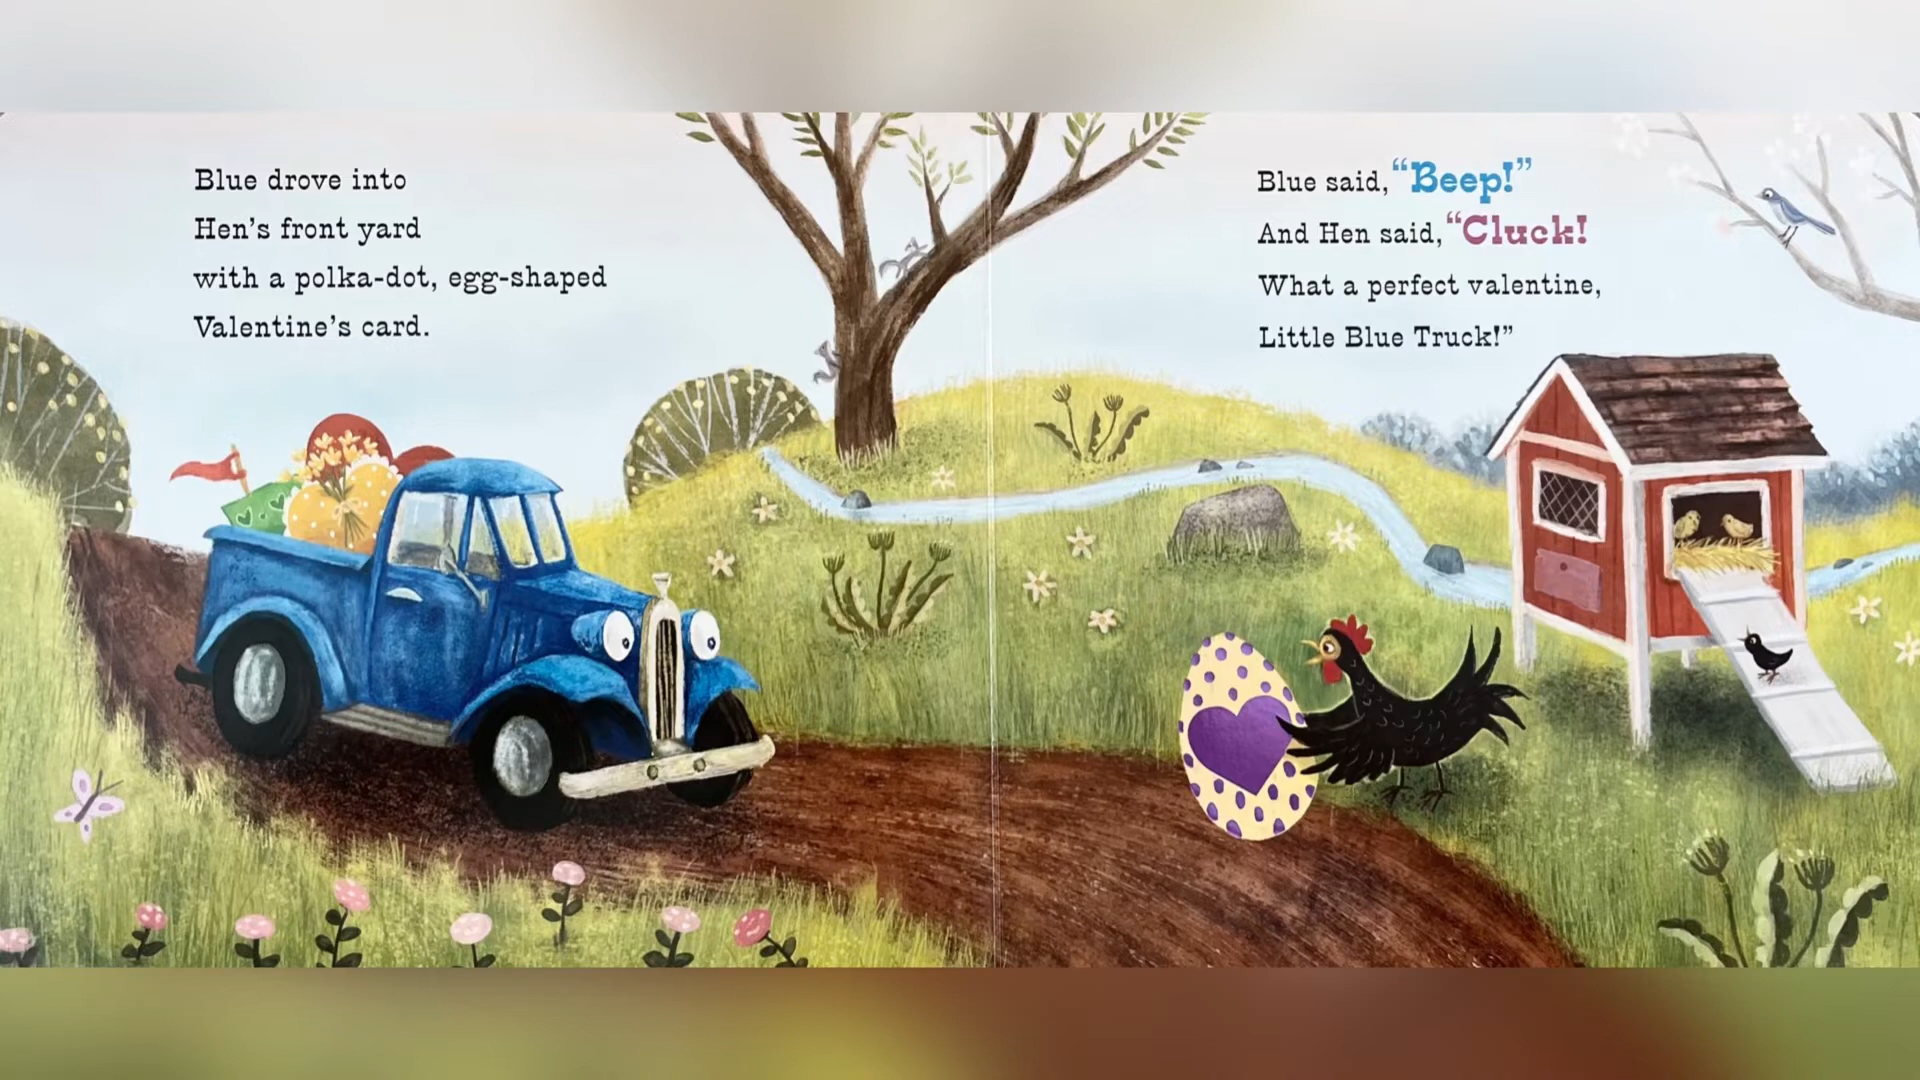 Blue drove into
Hen's front yard
with a polka-dot, egg-shaped
Valentine's card.
Blue said, “Beep!”
And Hen said, “Cluck!
What a perfect valentine,
Little Blue Truck!”